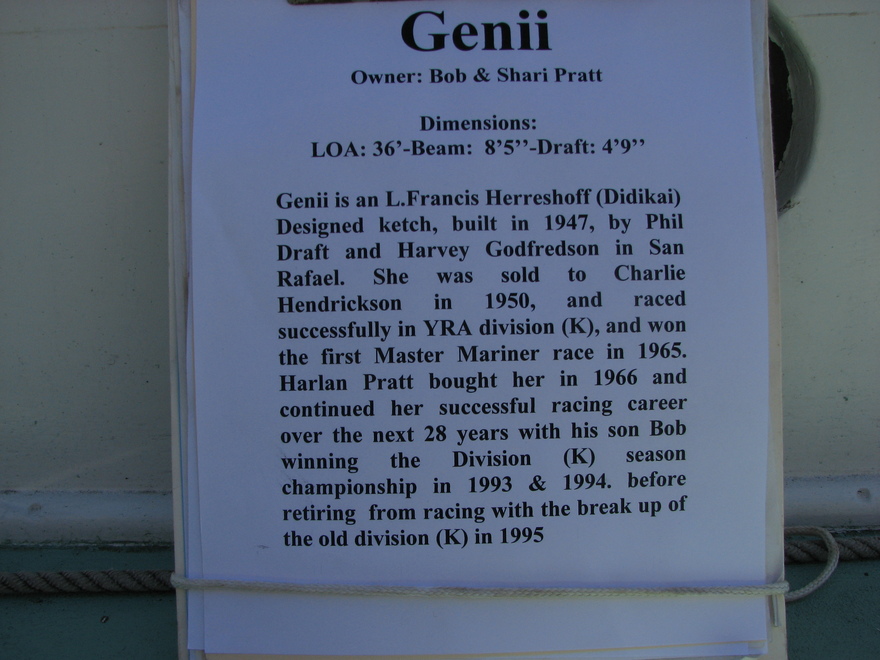 Genii
Owner: Bob & Shari Pratt
Dimensions:
LOA: 36’-Beam: 8’5’’-Draft: 4’9’’
Genii is an L.Francis Herreshoff (Didikai)
Designed ketch, built in 1947, by Phil
Draft and Harvey Godfredson in San
Rafael. She was sold to Charlie
Hendrickson in 1950, and raced
successfully in YRA division (K), and won
the first Master Mariner race in 1965.
Harlan Pratt bought her in 1966 and
continued her successful racing career
over the next 28 years with his son Bob
winning the Division (K) season
championship in 1993 & 1994. before
retiring from racing with the break up of
the old division (K) in 1995